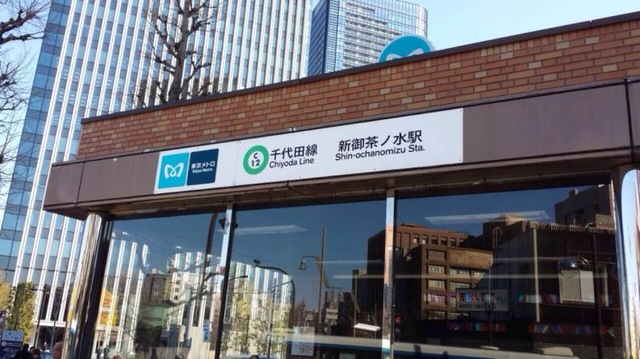 東京メトロ
Tokyo Metro
C
12
千代田線
Chiyoda Line
新御茶ノ水駅
Shin-ochanomizu Sta.